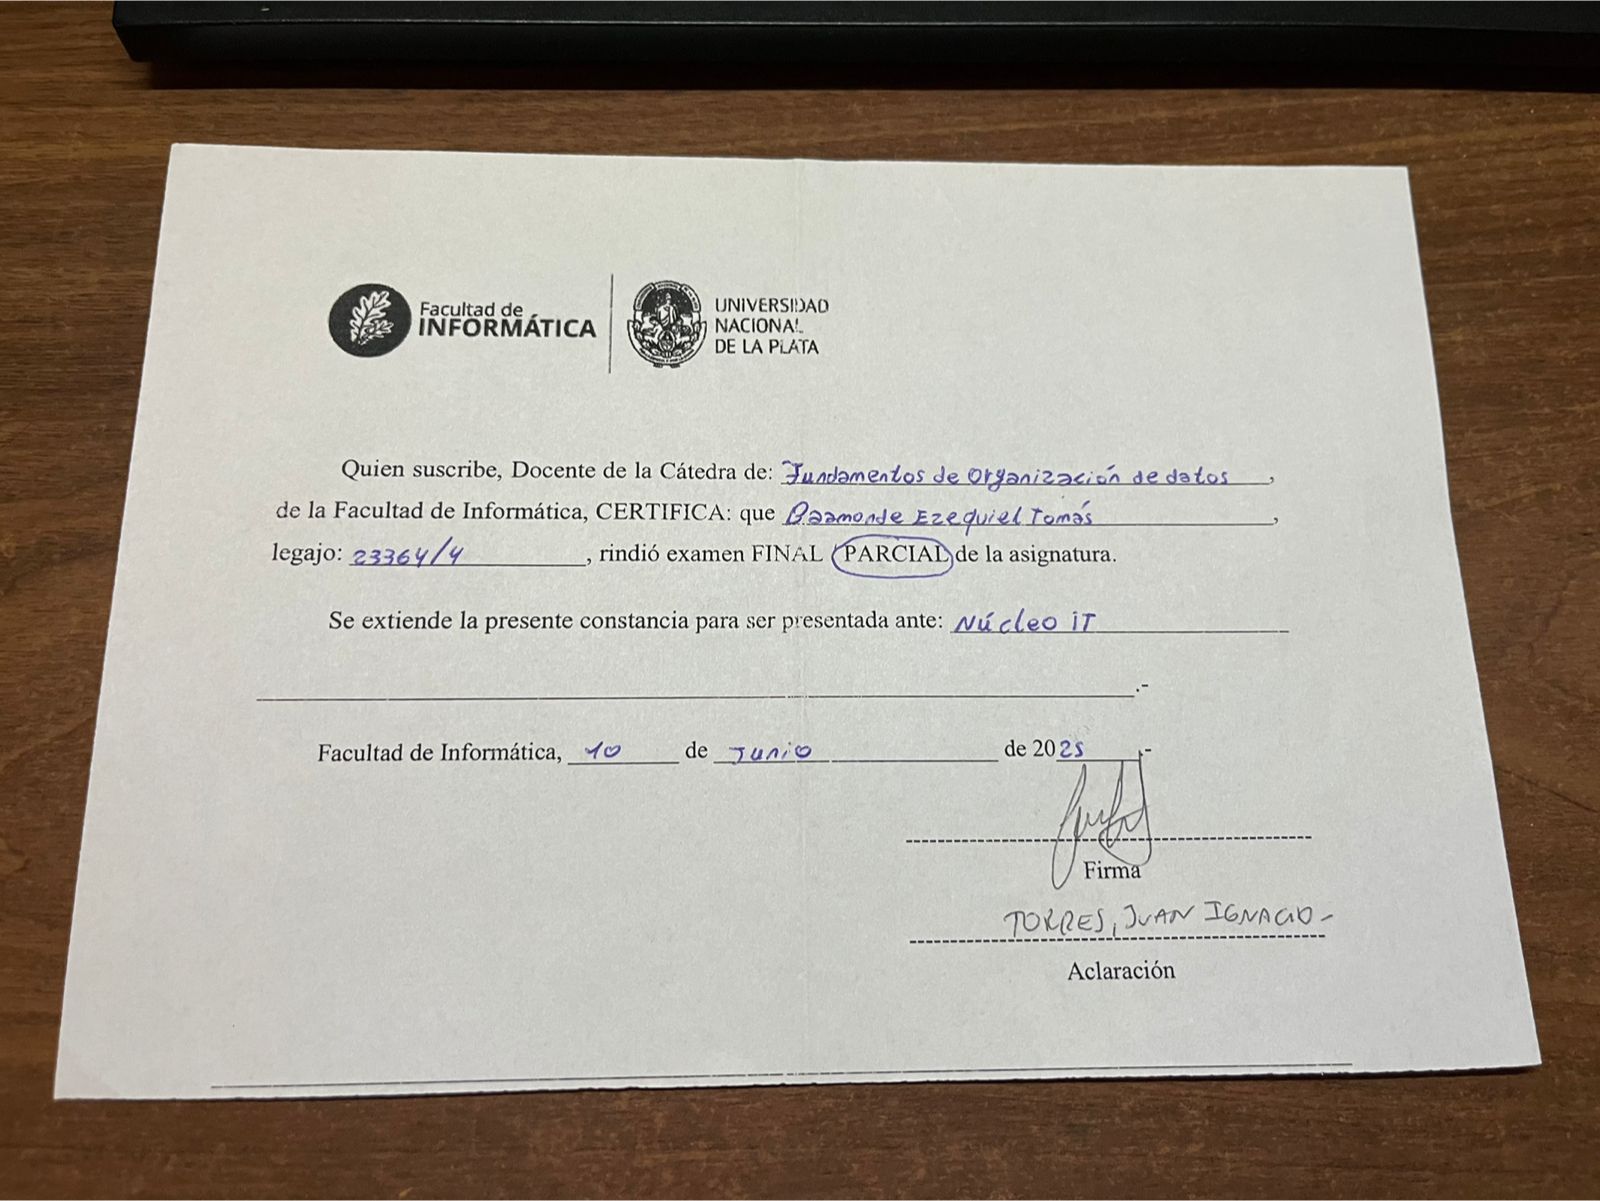 Facultad de
INFORMÁTICA
UNIVERSIDAD
NACIONAL
DE LA PLATA
Quien suscribe, Docente de la Cátedra de: Fundamentos de Organización de datos,
de la Facultad de Informática, CERTIFICA: que Baamonde Ezequiel Tomás,
legajo: 23364/4, rindió examen FINAL PARCIAL de la asignatura.
Se extiende la presente constancia para ser presentada ante: Núcleo iT
.-
Facultad de Informática, 10 de Junio de 2025.-
Firma
TORRES, JUAN IGNACIO-
Aclaración